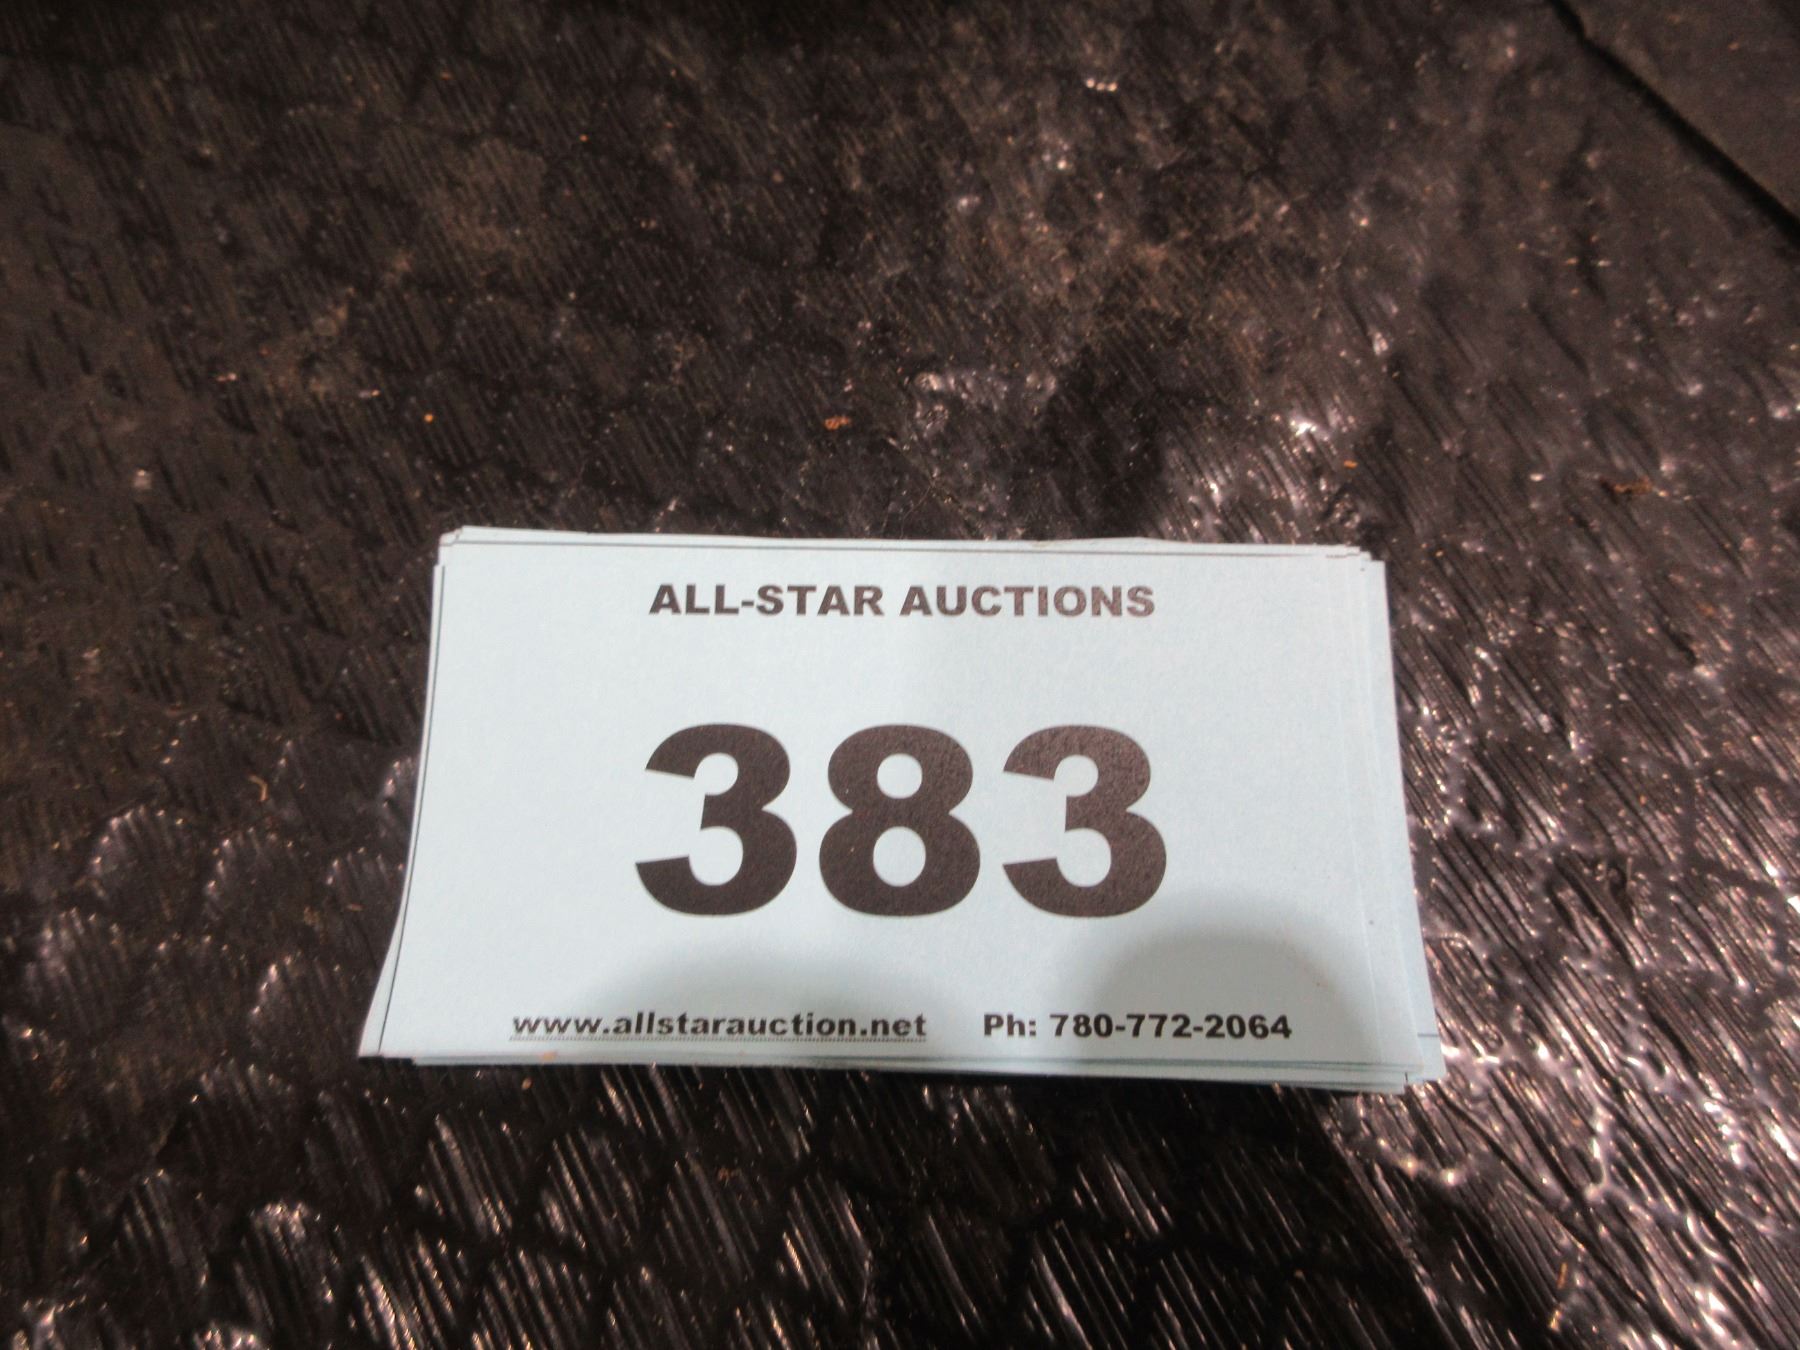 ALL-STAR AUCTIONS
383
www.allstarauction.net Ph: 780-772-2064